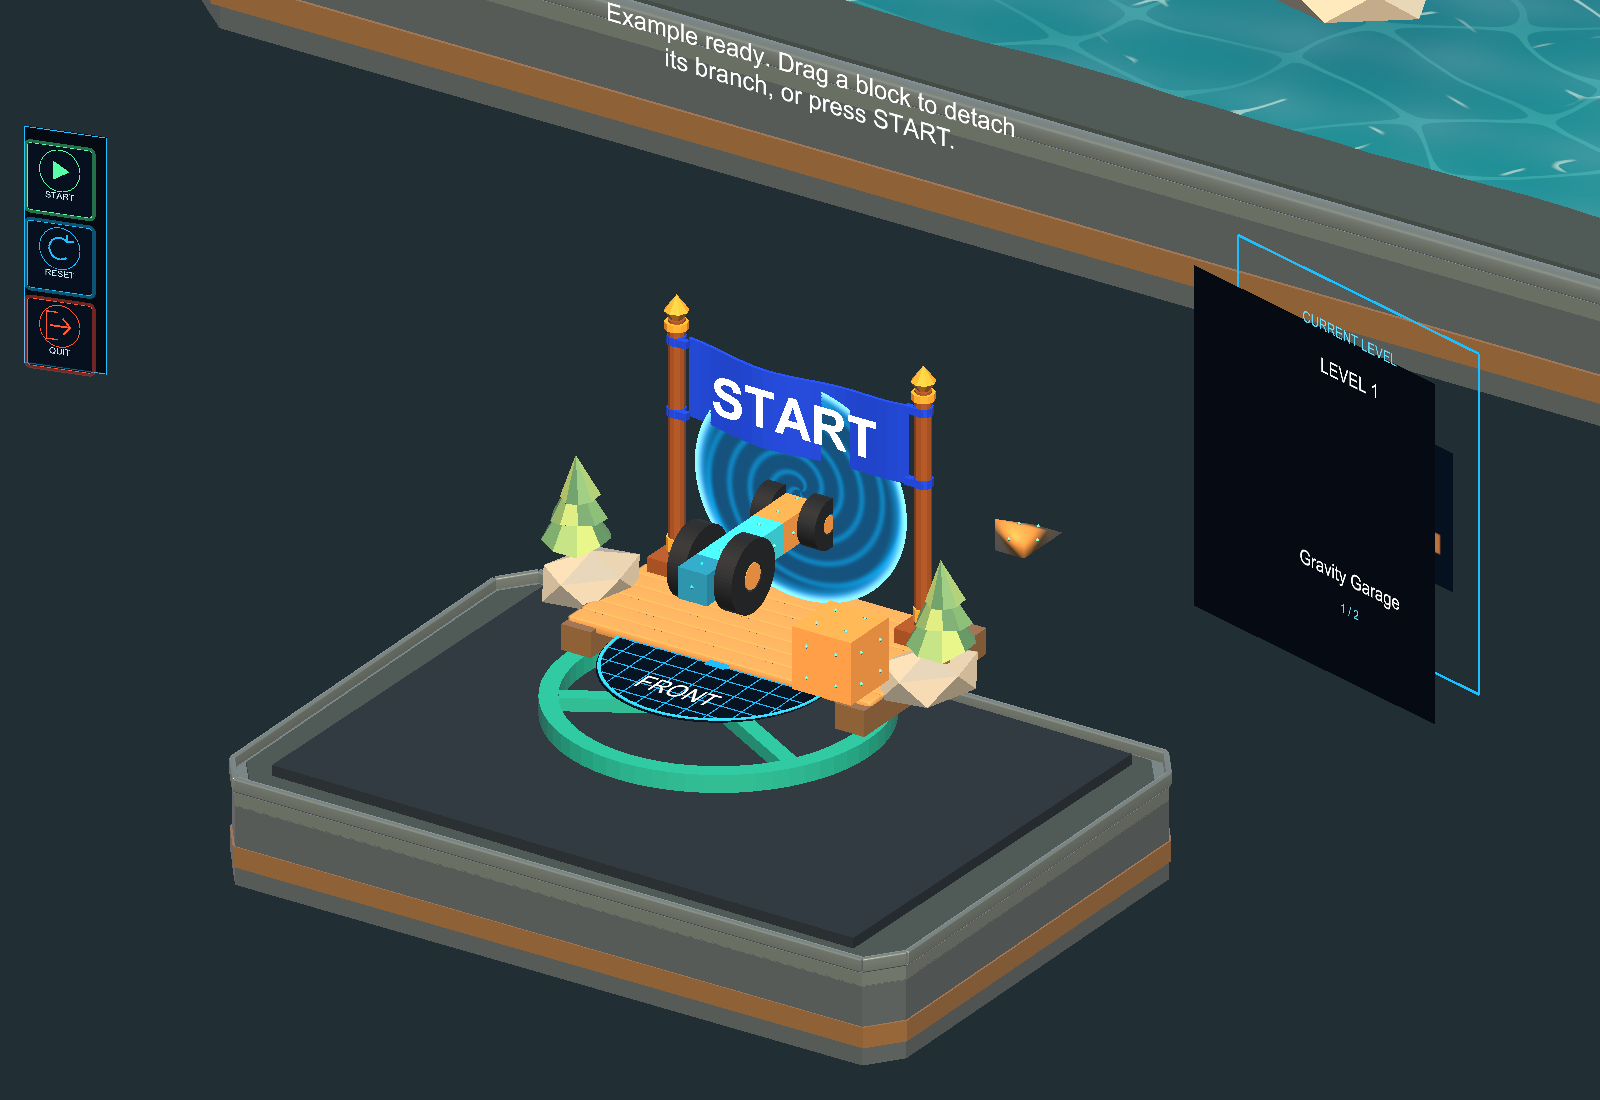 Example ready. Drag a block to detach
its branch, or press START.
START
RESET
QUIT
START
FRONT
CURRENT LEVEL
LEVEL 1
Gravity Garage
1 / 2